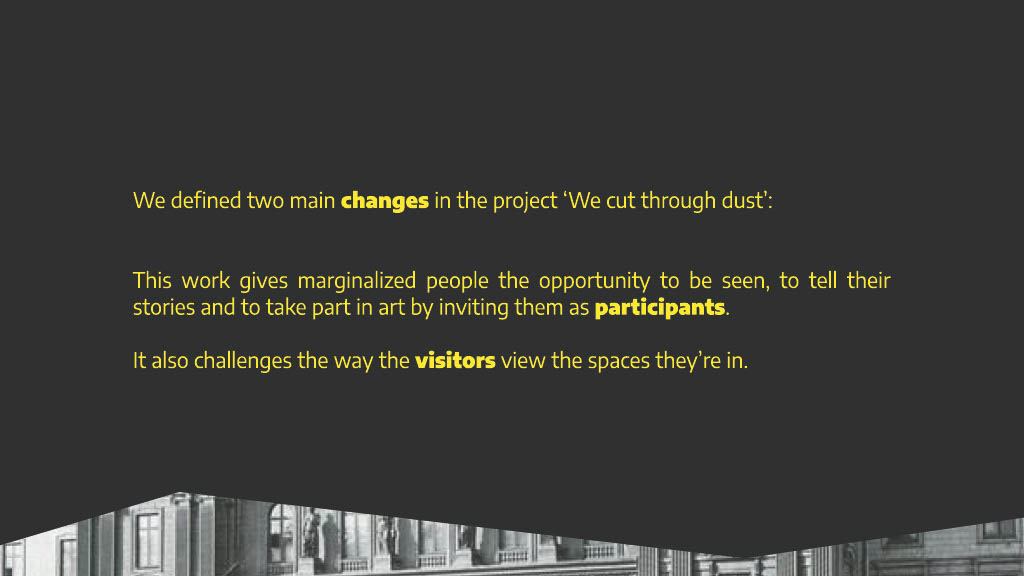 We defined two main changes in the project ‘We cut through dust’:
This work gives marginalized people the opportunity to be seen, to tell their
stories and to take part in art by inviting them as participants.
It also challenges the way the visitors view the spaces they’re in.